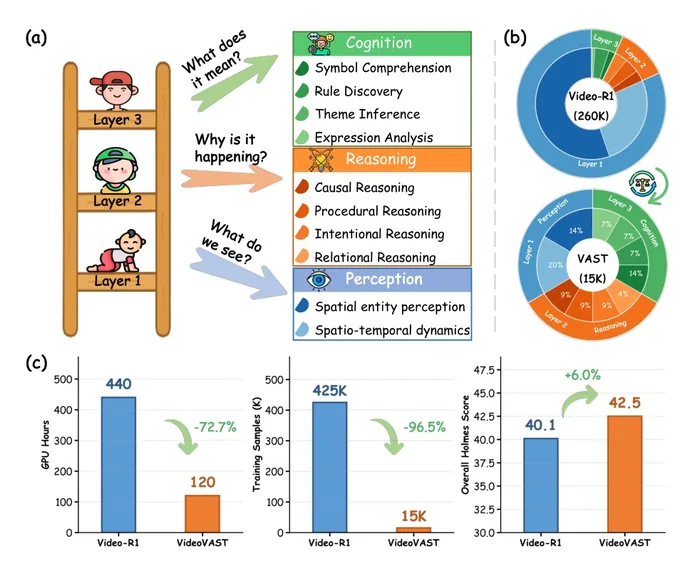 (a)
What does
it mean?
Why is it
happening?
What do
we see?
Layer 3
Layer 2
Layer 1
Cognition
Symbol Comprehension
Rule Discovery
Theme Inference
Expression Analysis
Reasoning
Causal Reasoning
Procedural Reasoning
Intentional Reasoning
Relational Reasoning
Perception
Spatial entity perception
Spatio-temporal dynamics
(b)
Layer 3
Layer 2
Video-R1
(260K)
Layer 1
Perception
Layer 3
Cognition
Layer 1
14%
7%
7%
7%
14%
20%
VAST
(15K)
9%
9%
9%
4%
Layer 2
Reasoning
(c)
GPU Hours
500
400
300
200
100
0
440
-72.7%
120
Video-R1
VideoVAST
Training Samples (K)
500
400
300
200
100
0
425K
-96.5%
15K
Video-R1
VideoVAST
Overall Holmes Score
47.5
45.0
42.5
40.0
37.5
35.0
32.5
30.0
+6.0%
40.1
42.5
Video-R1
VideoVAST